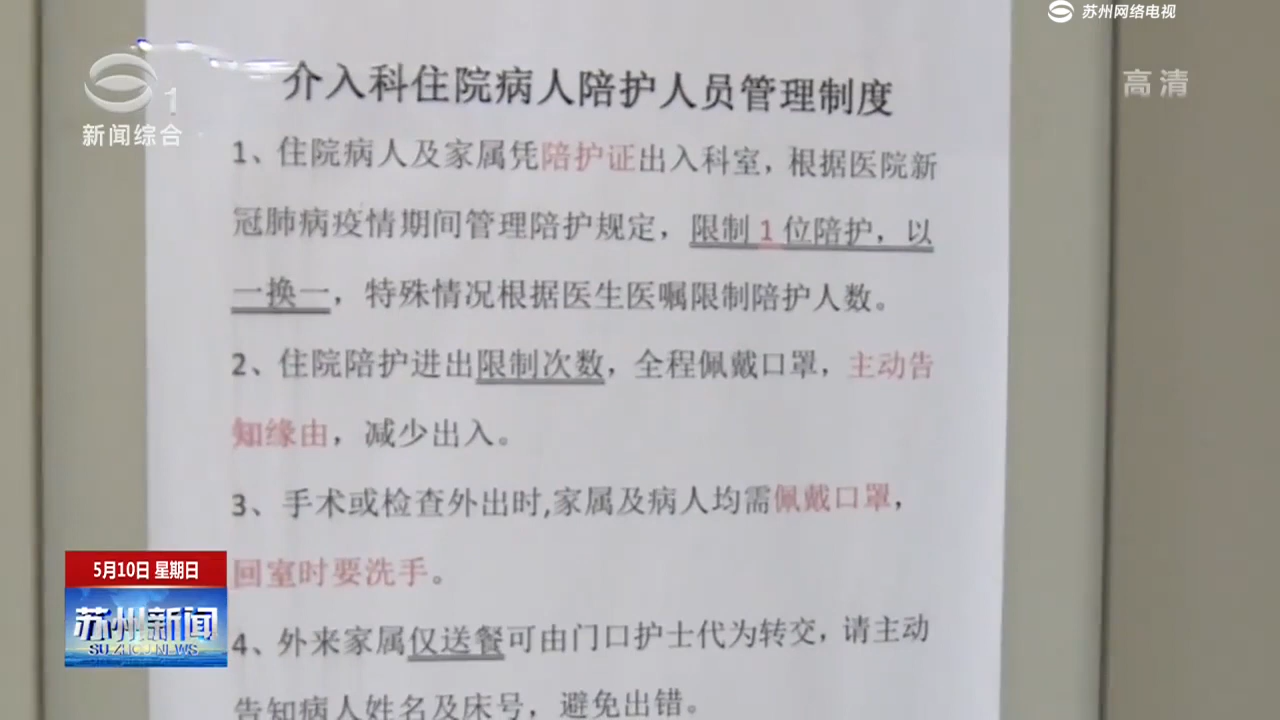 苏州网络电视
高清
1
新闻综合
介入科住院病人陪护人员管理制度
1、住院病人及家属凭陪护证出入科室，根据医院新
冠肺病疫情期间管理陪护规定，限制1位陪护，以
一换一，特殊情况根据医生医嘱限制陪护人数。
2、住院陪护进出限制次数，全程佩戴口罩，主动告
知缘由，减少出入。
3、手术或检查外出时,家属及病人均需佩戴口罩，
回室时要洗手。
4、外来家属仅送餐可由门口护士代为转交，请主动
告知病人姓名及床号，避免出错。
5月10日 星期日
苏州新闻
SUZHOU NEWS